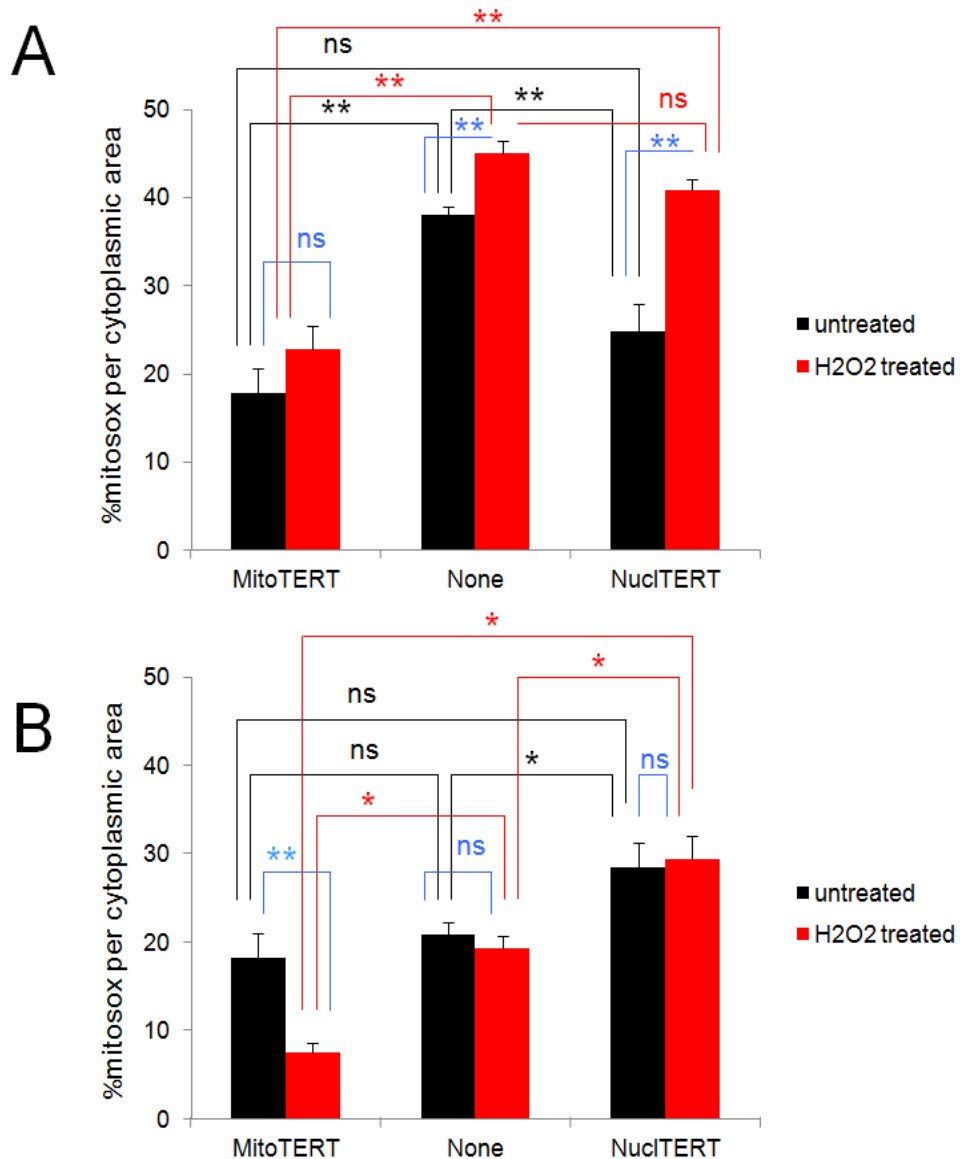 A
**
ns
**
**
ns
50
**
**
40
ns
30
20
10
0
%mitosox per cytoplasmic area
untreated
H2O2 treated
MitoTERT None NuclTERT
B
*
*
50
ns
40
ns
*
ns
*
30
**
ns
20
10
0
%mitosox per cytoplasmic area
untreated
H2O2 treated
MitoTERT None NuclTERT